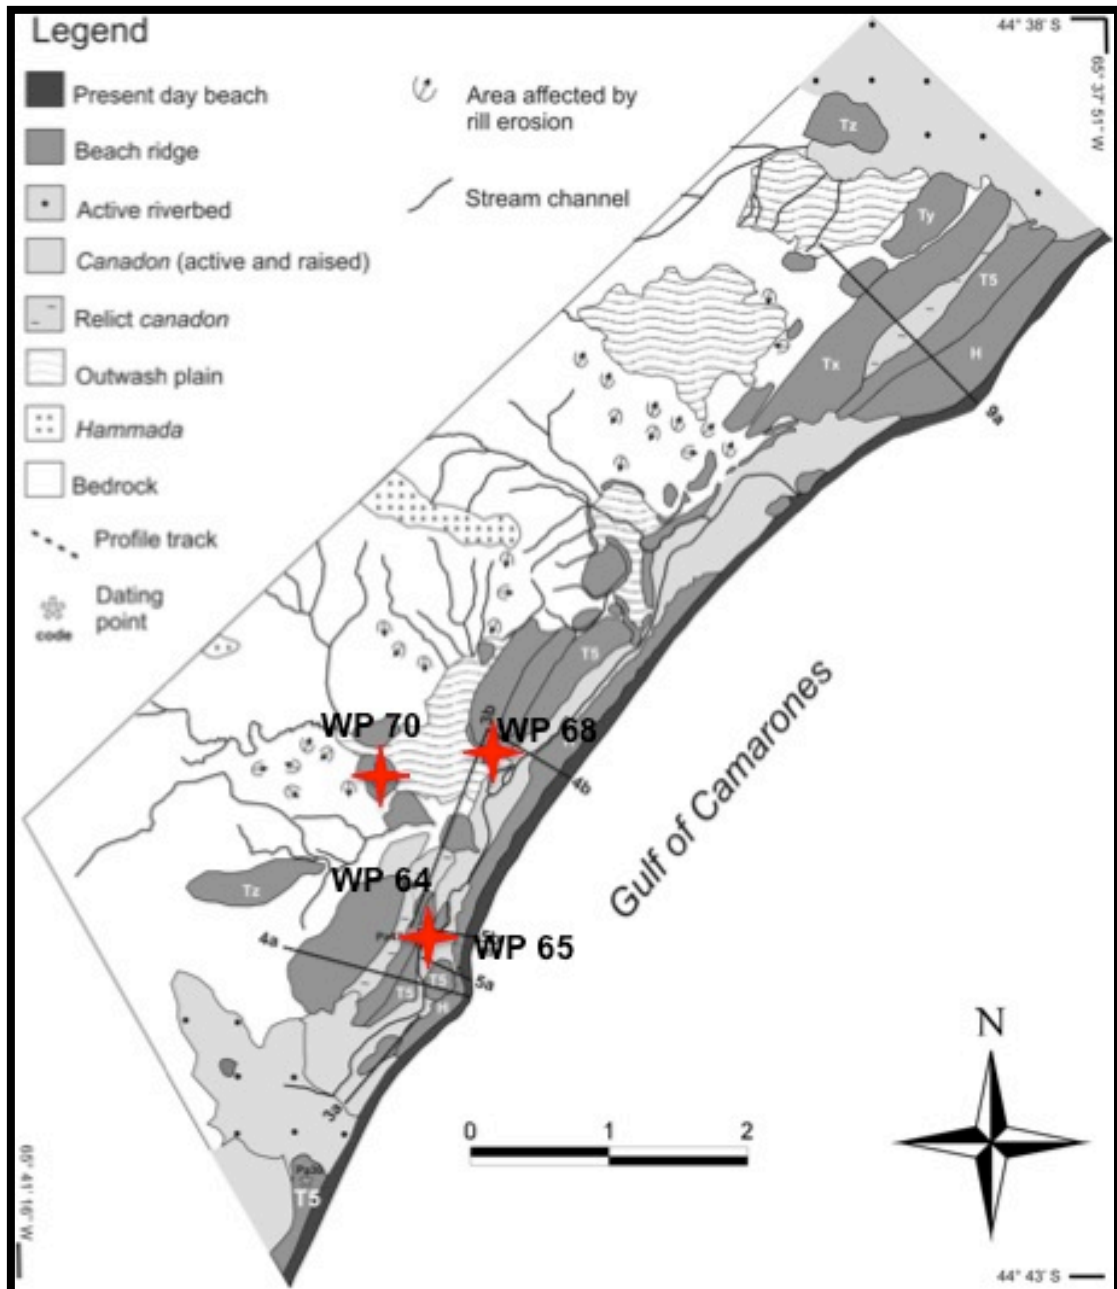 Legend
Present day beach
Beach ridge
Active riverbed
Canadon (active and raised)
Relict canadon
Outwash plain
Hammada
Bedrock
Profile track
code
Dating
point
Area affected by
rill erosion
Stream channel
44° 38' S
65° 37' 51" W
Tz
Ty
T5
Tx
H
9a
T5
3b
WP 70
WP 68
4b
Gulf of Camarones
Tz
WP 64
4a
WP 65
5a
T5
T5
H
3a
0 1 2
N
T5
65° 41' 16" W
44° 43' S